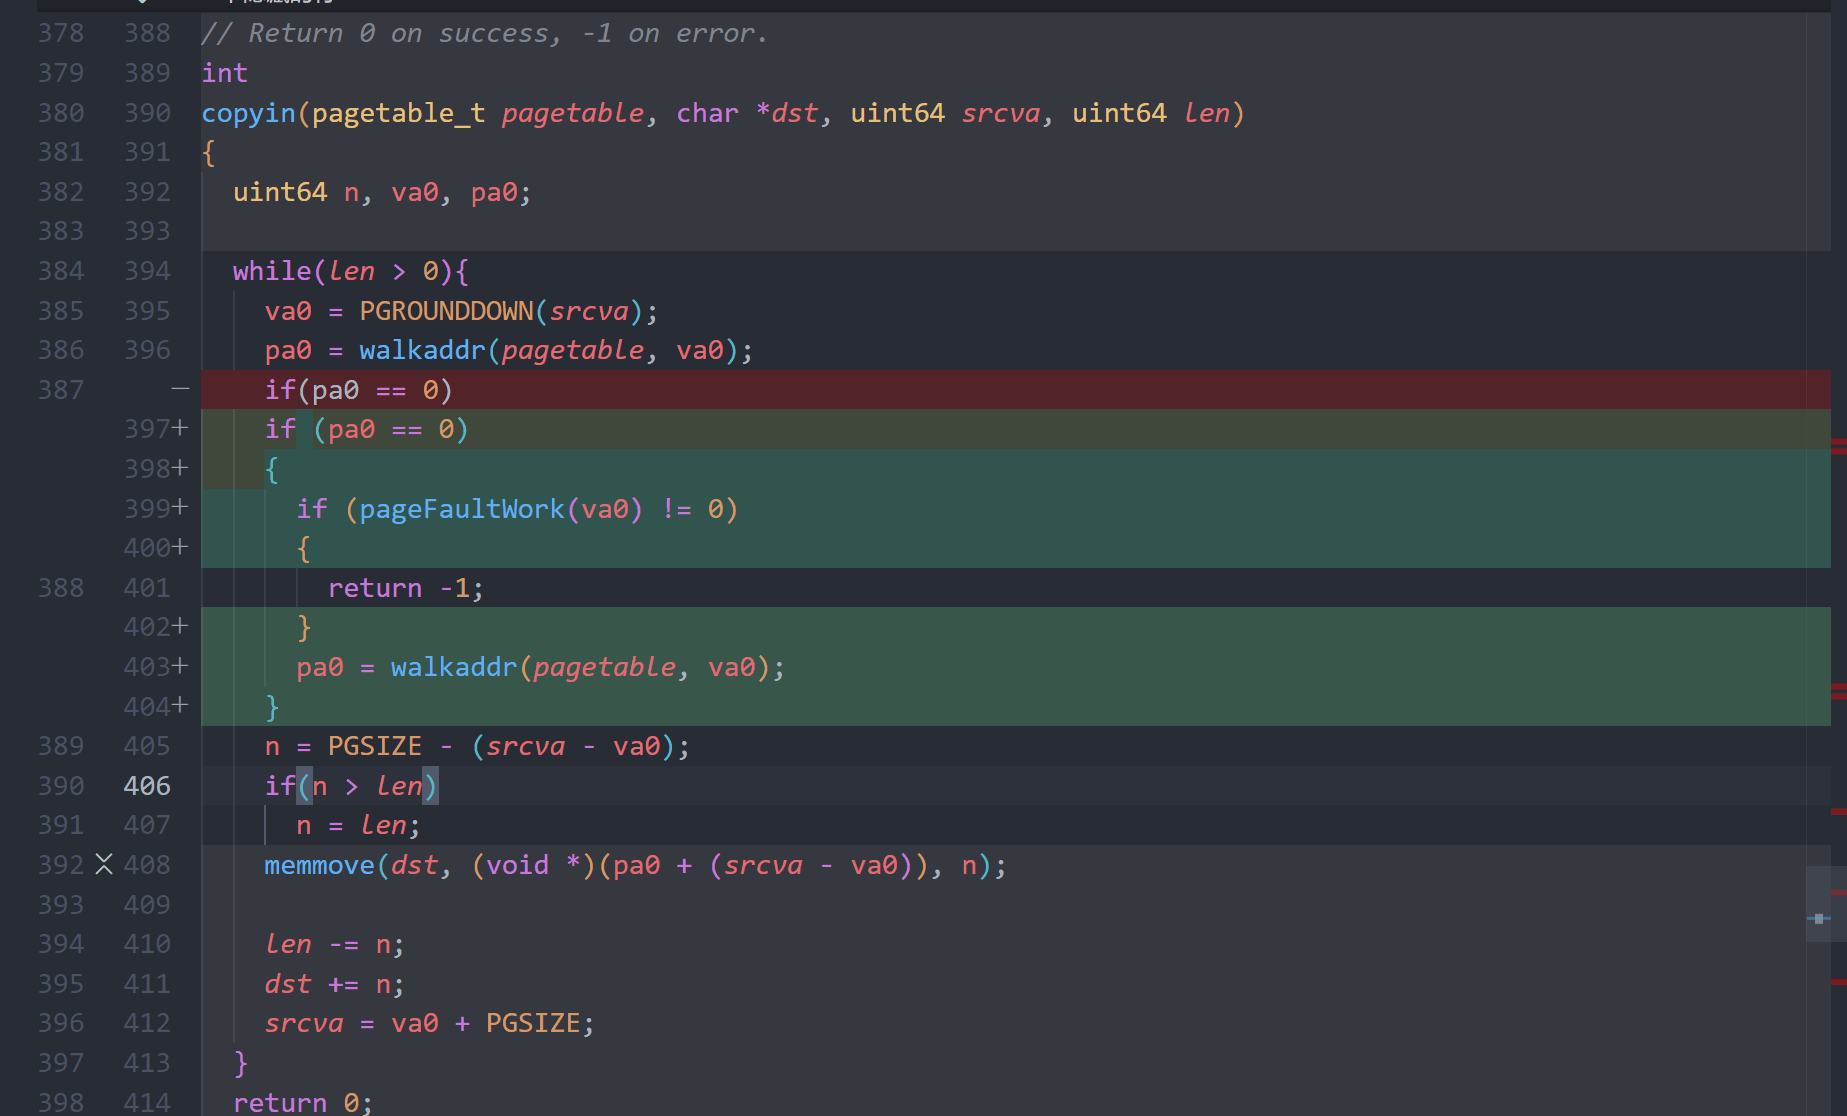 378 388 // Return 0 on success, -1 on error.
379 389 int
380 390 copyin(pagetable_t pagetable, char *dst, uint64 srcva, uint64 len)
381 391 {
382 392   uint64 n, va0, pa0;
383 393
384 394   while(len > 0){
385 395     va0 = PGROUNDDOWN(srcva);
386 396     pa0 = walkaddr(pagetable, va0);
387     —     if(pa0 == 0)
    397+     if (pa0 == 0)
    398+     {
    399+       if (pageFaultWork(va0) != 0)
    400+       {
388 401         return -1;
    402+       }
    403+       pa0 = walkaddr(pagetable, va0);
    404+     }
389 405     n = PGSIZE - (srcva - va0);
390 406     if(n > len)
391 407       n = len;
392 408     memmove(dst, (void *)(pa0 + (srcva - va0)), n);
393 409
394 410     len -= n;
395 411     dst += n;
396 412     srcva = va0 + PGSIZE;
397 413   }
398 414   return 0;